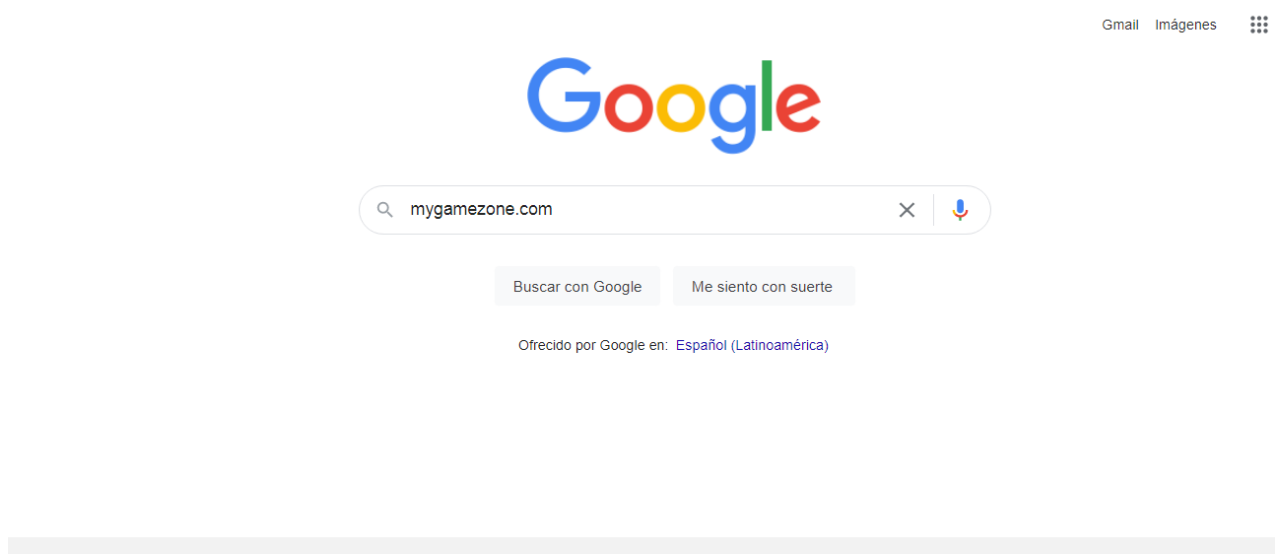 Gmail Imágenes
Google
mygamezone.com
Buscar con Google Me siento con suerte
Ofrecido por Google en: Español (Latinoamérica)